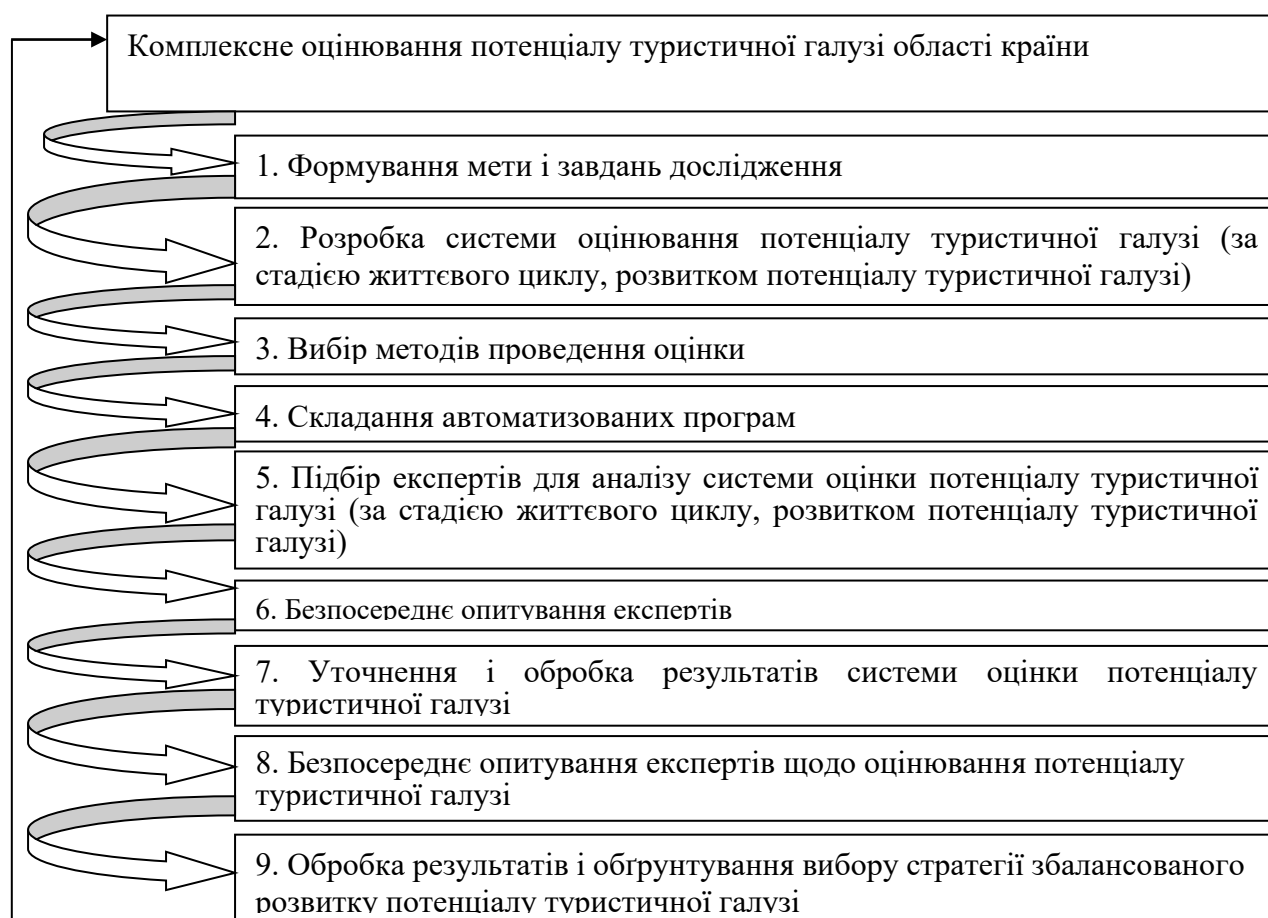 Комплексне оцінювання потенціалу туристичної галузі області країни
1. Формування мети і завдань дослідження
2. Розробка системи оцінювання потенціалу туристичної галузі (за
стадією життєвого циклу, розвитком потенціалу туристичної галузі)
3. Вибір методів проведення оцінки
4. Складання автоматизованих програм
5. Підбір експертів для аналізу системи оцінки потенціалу туристичної
галузі (за стадією життєвого циклу, розвитком потенціалу туристичної
галузі)
6. Безпосереднє опитування експертів
7. Уточнення і обробка результатів системи оцінки потенціалу
туристичної галузі
8. Безпосереднє опитування експертів щодо оцінювання потенціалу
туристичної галузі
9. Обробка результатів і обґрунтування вибору стратегії збалансованого
розвитку потенціалу туристичної галузі